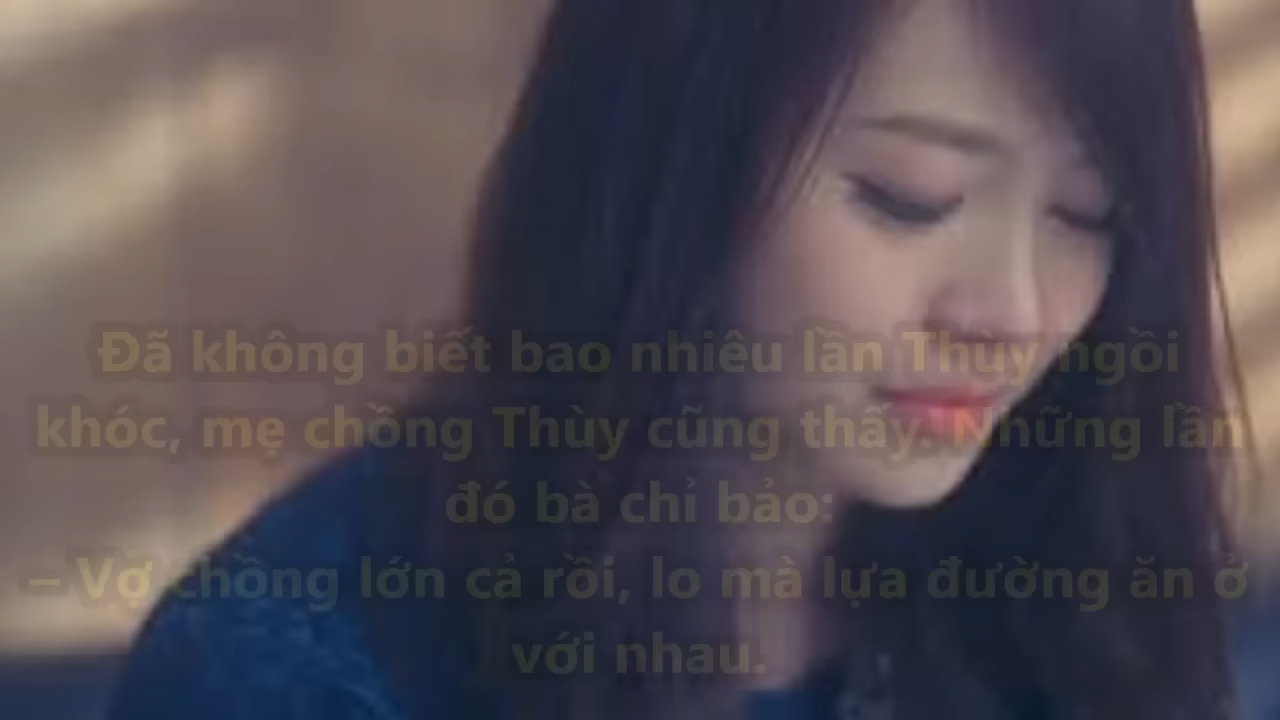 Đã không biết bao nhiêu lần Thùy ngồi
khóc, mẹ chồng Thùy cũng thấy. Những lần
đó bà chỉ bảo:
– Vợ chồng lớn cả rồi, lo mà lựa đường ăn ở
với nhau.